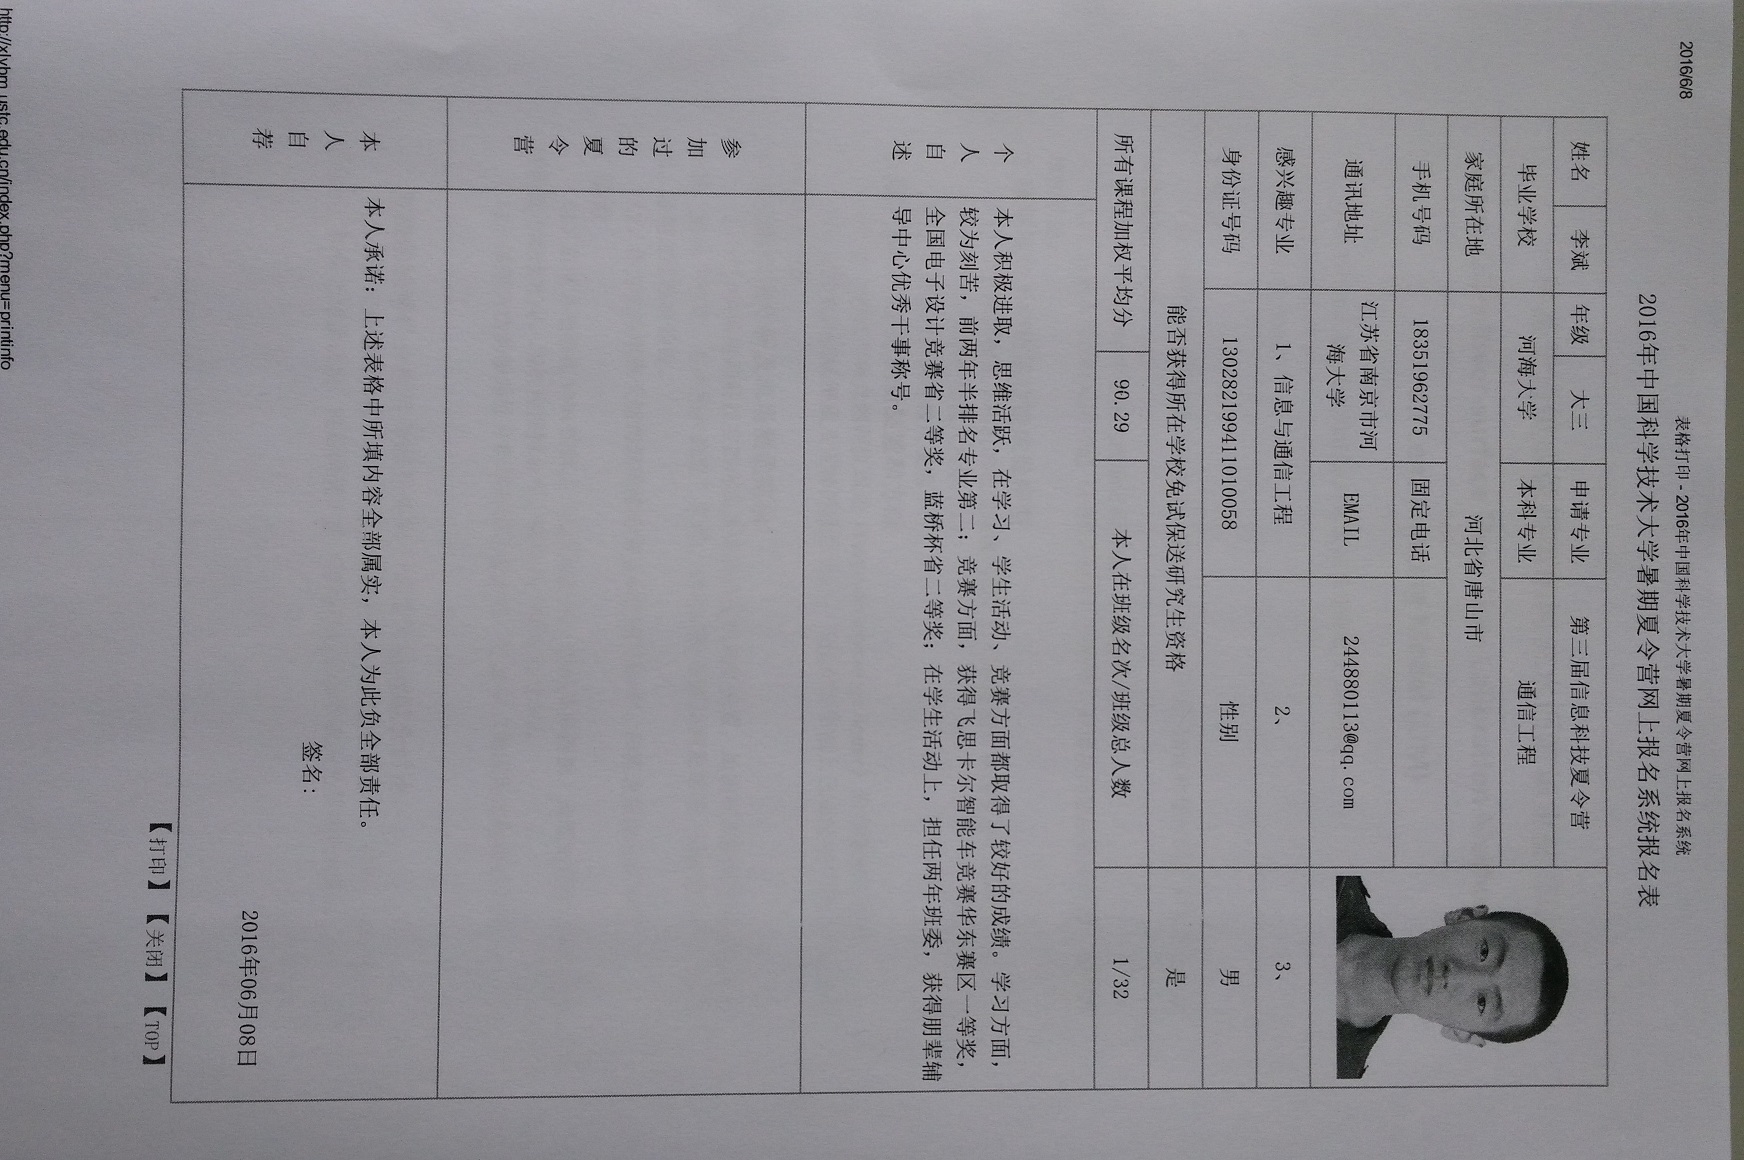 2016/6/8
表格打印 - 2016年中国科学技术大学暑期夏令营网上报名系统
2016年中国科学技术大学暑期夏令营网上报名系统报名表
姓名 李斌 年级 大三 申请专业 第三届信息科技夏令营
毕业学校 河海大学 本科专业 通信工程
家庭所在地 河北省唐山市
手机号码 18351962775 固定电话
通讯地址 江苏省南京市河海大学 EMAIL 244880113@qq.com
感兴趣专业 1、信息与通信工程 2、 3、
身份证号码 130282199411010058 性别 男
能否获得所在学校免试保送研究生资格 是
所有课程加权平均分 90.29 本人在班级名次/班级总人数 1/32
个人自述
本人积极进取，思维活跃，在学习、学生活动、竞赛方面都取得了较好的成绩。学习方面，
较为刻苦，前两年半排名专业第二；竞赛方面，获得飞思卡尔智能车竞赛华东赛区一等奖，
全国电子设计竞赛省二等奖，蓝桥杯省二等奖；在学生活动上，担任两年班委，获得朋辈辅
导中心优秀干事称号。
参加过的夏令营
本人自荐
本人承诺：上述表格中所填内容全部属实，本人为此负全部责任。
签名：
2016年06月08日
【打印】 【关闭】 【TOP】
http://xlybm.ustc.edu.cn/index.php?menu=printinfo